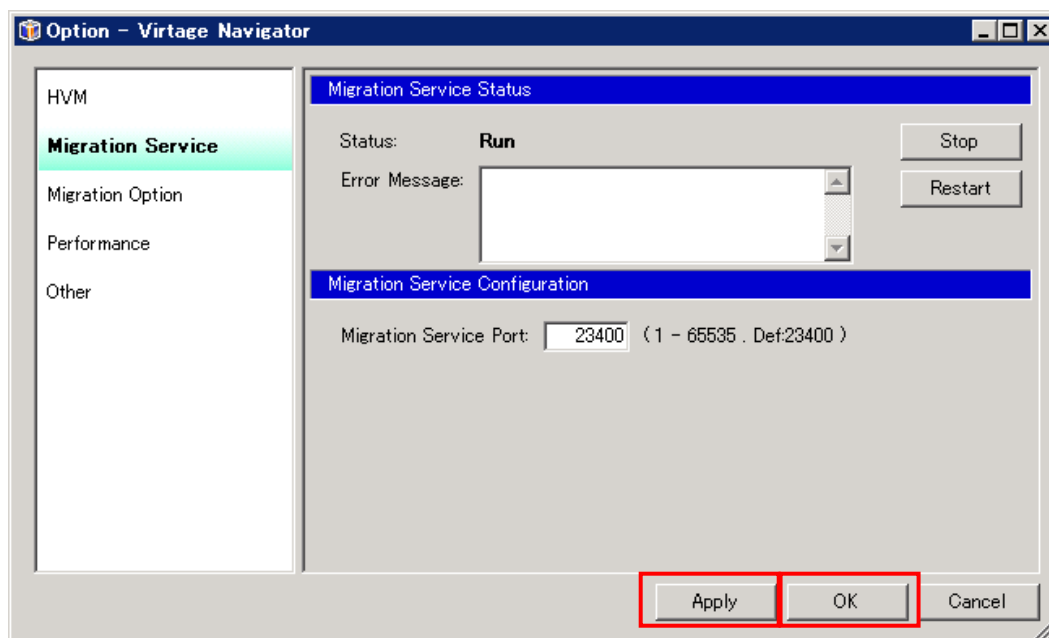 Option - Virtage Navigator
HVM
Migration Service
Migration Option
Performance
Other
Migration Service Status
Status: Run
Stop
Error Message:
Restart
Migration Service Configuration
Migration Service Port: 23400 ( 1 - 65535 . Def:23400 )
Apply OK Cancel